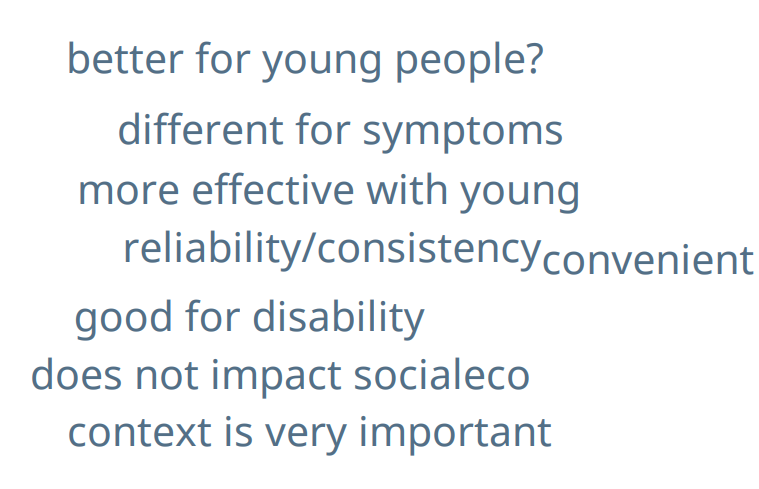 better for young people?
different for symptoms
more effective with young
reliability/consistency
convenient
good for disability
does not impact socialeco
context is very important